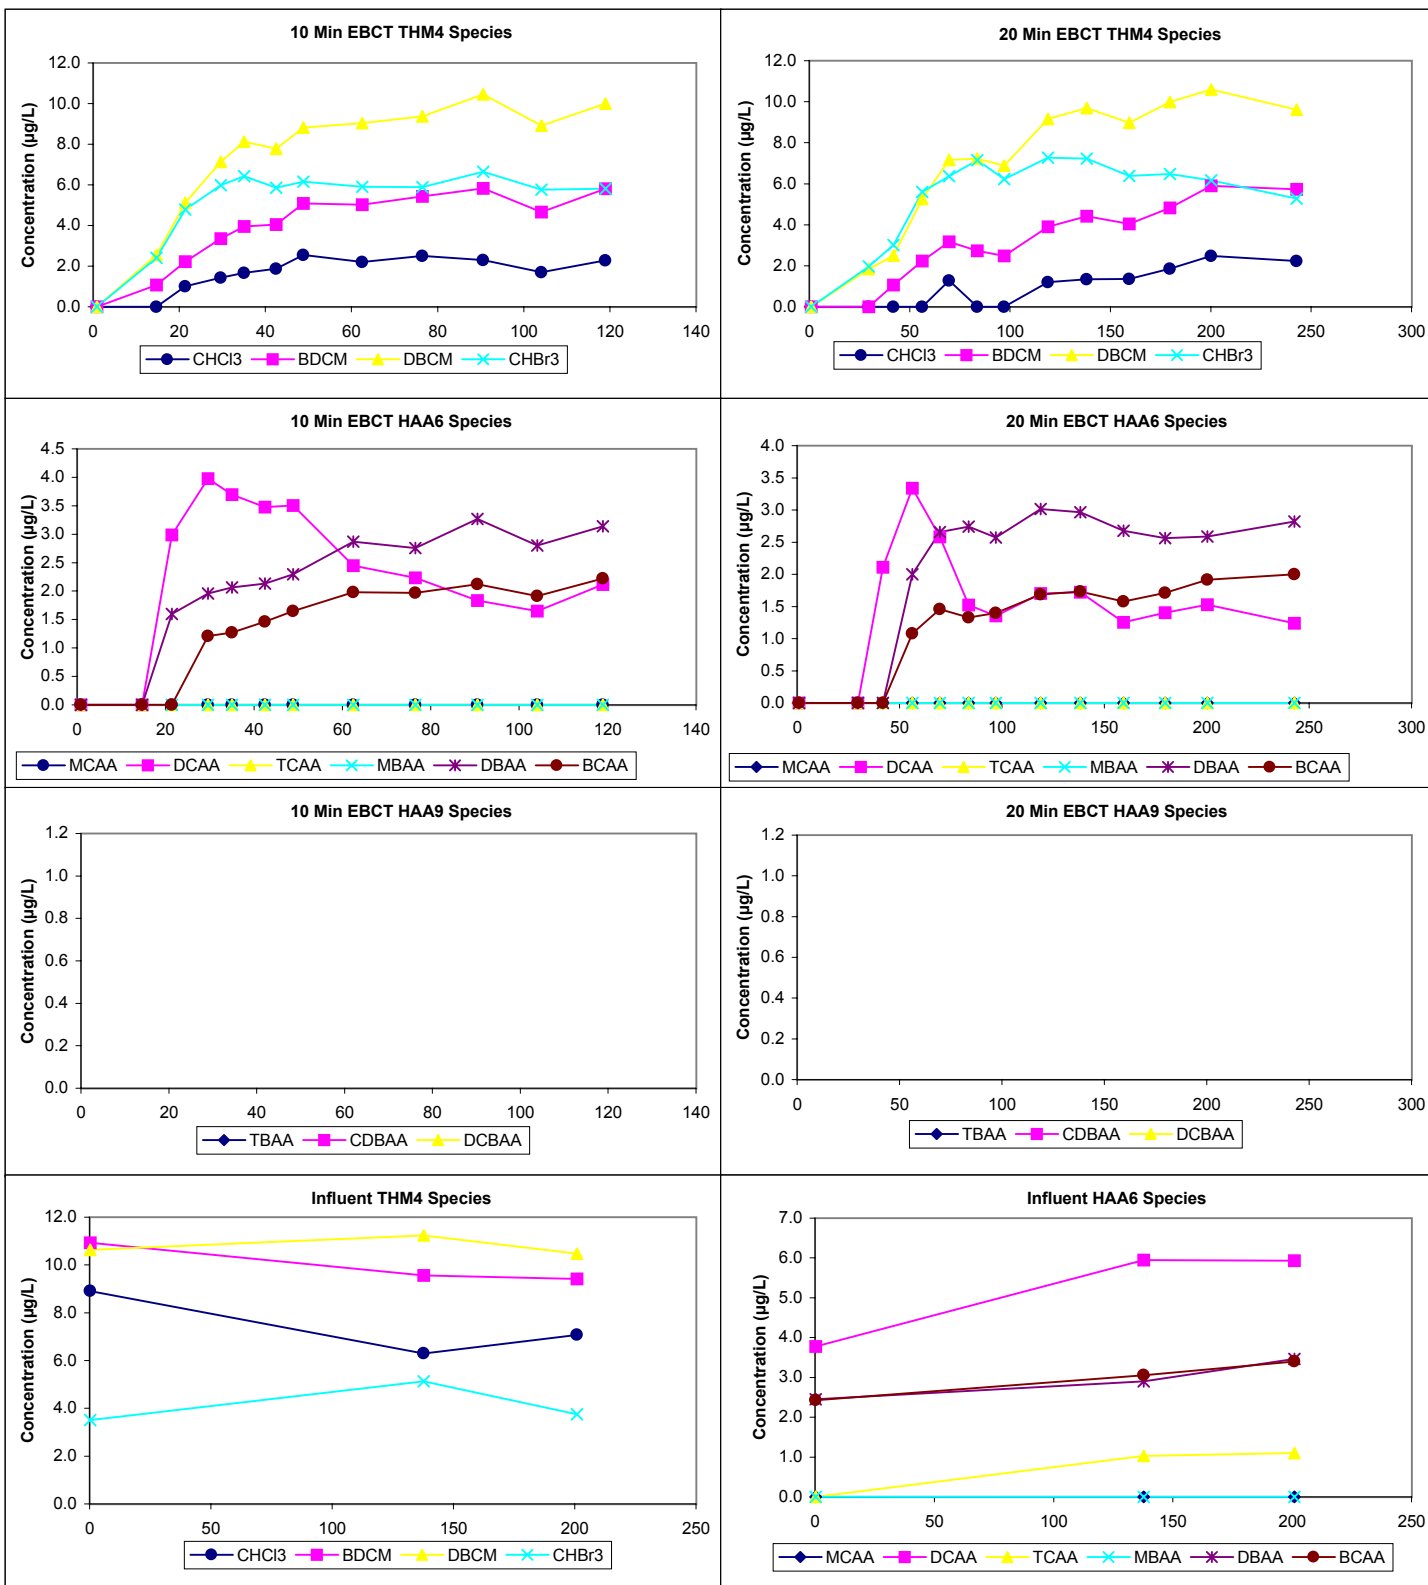 10 Min EBCT THM4 Species
Concentration (µg/L)
12.0
10.0
8.0
6.0
4.0
2.0
0.0
0 20 40 60 80 100 120 140
CHCl3 BDCM DBCM CHBr3
20 Min EBCT THM4 Species
Concentration (µg/L)
12.0
10.0
8.0
6.0
4.0
2.0
0.0
0 50 100 150 200 250 300
CHCl3 BDCM DBCM CHBr3
10 Min EBCT HAA6 Species
Concentration (µg/L)
4.5
4.0
3.5
3.0
2.5
2.0
1.5
1.0
0.5
0.0
0 20 40 60 80 100 120 140
MCAA DCAA TCAA MBAA DBAA BCAA
20 Min EBCT HAA6 Species
Concentration (µg/L)
4.0
3.5
3.0
2.5
2.0
1.5
1.0
0.5
0.0
0 50 100 150 200 250 300
MCAA DCAA TCAA MBAA DBAA BCAA
10 Min EBCT HAA9 Species
Concentration (µg/L)
1.2
1.0
0.8
0.6
0.4
0.2
0.0
0 20 40 60 80 100 120 140
TBAA CDBAA DCBAA
20 Min EBCT HAA9 Species
Concentration (µg/L)
1.2
1.0
0.8
0.6
0.4
0.2
0.0
0 50 100 150 200 250 300
TBAA CDBAA DCBAA
Influent THM4 Species
Concentration (µg/L)
12.0
10.0
8.0
6.0
4.0
2.0
0.0
0 50 100 150 200 250
CHCl3 BDCM DBCM CHBr3
Influent HAA6 Species
Concentration (µg/L)
7.0
6.0
5.0
4.0
3.0
2.0
1.0
0.0
0 50 100 150 200 250
MCAA DCAA TCAA MBAA DBAA BCAA